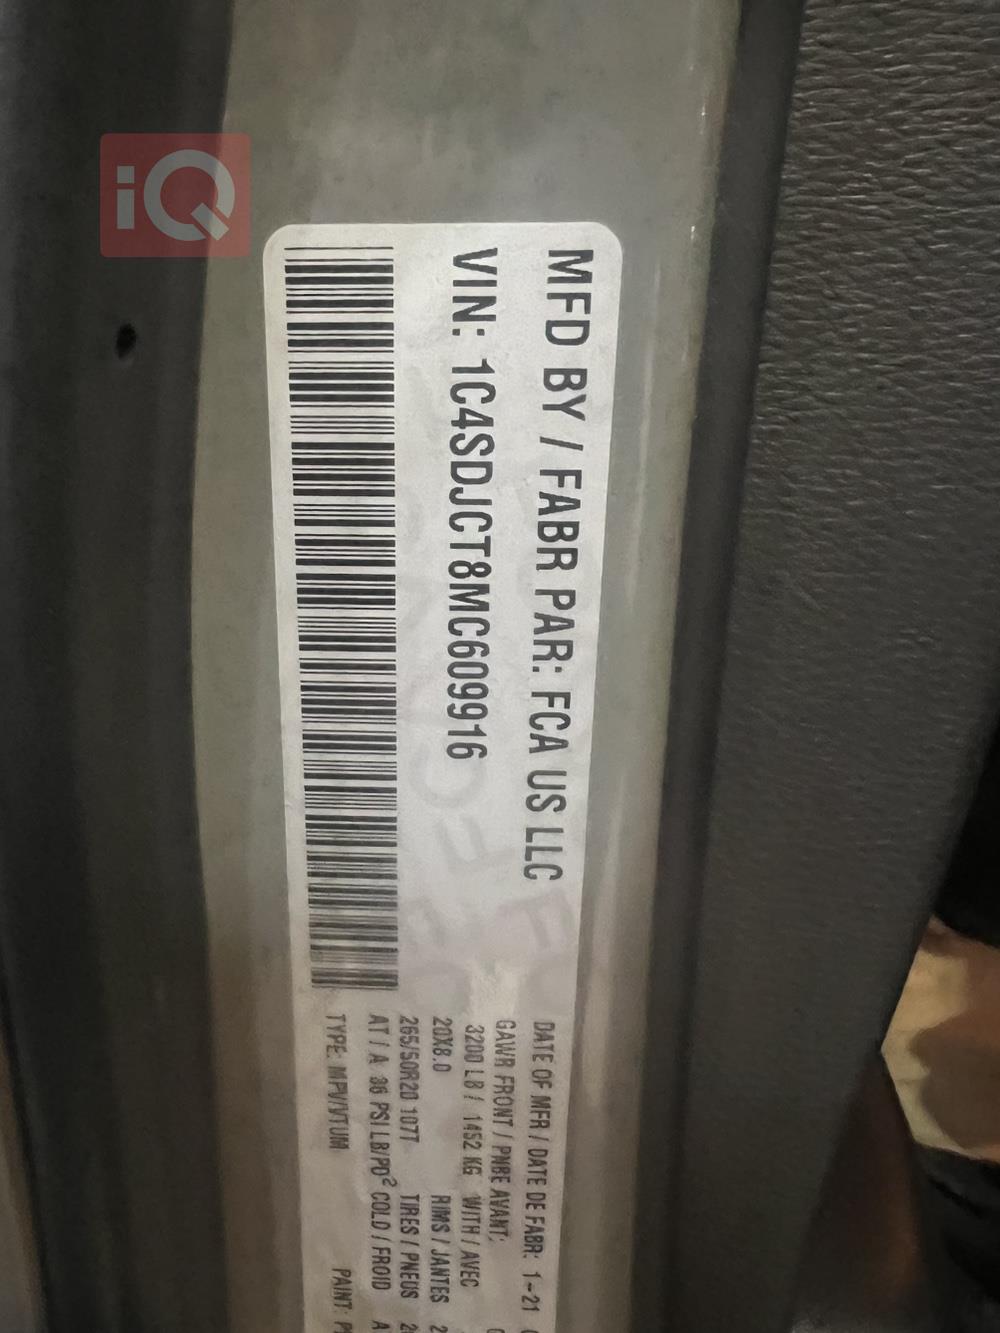 iQ
MFD BY / FABR PAR: FCA US LLC
VIN: 1C4SDJCT8MC609916
DATE OF MFR / DATE DE FABR: 1-21
GAWR FRONT / PNBE AVANT:
3200 LB / 1452 KG WITH / AVEC
20X8.0 RIMS / JANTES
265/50R20 107T TIRES / PNEUS
AT / A 36 PSI LB/PO² COLD / FROID
TYPE: MPV/VTUM PAINT: